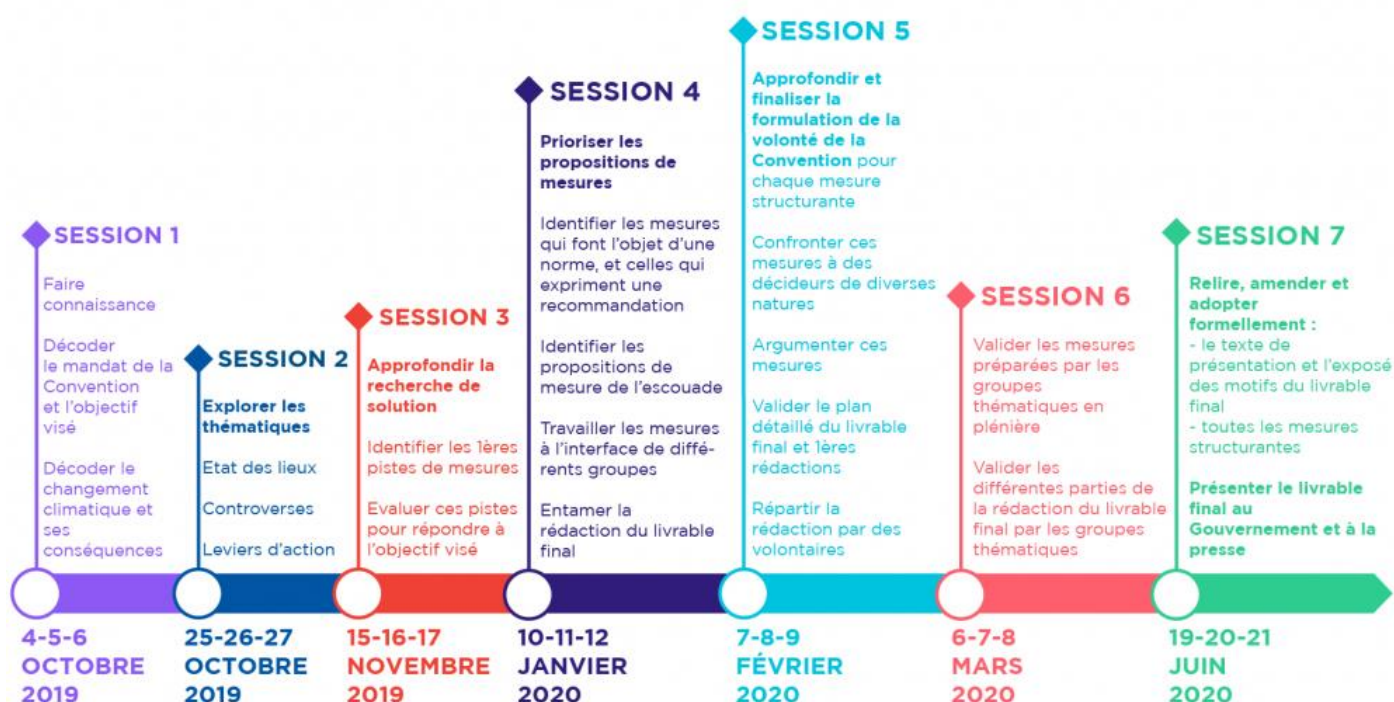 SESSION 1
Faire
connaissance
Décoder
le mandat de la
Convention
et l'objectif
visé
Décoder le
changement
climatique et
ses
conséquences
4-5-6
OCTOBRE
2019
SESSION 2
Explorer les
thématiques
Etat des lieux
Controverses
Leviers d'action
25-26-27
OCTOBRE
2019
SESSION 3
Approfondir la
recherche de
solution
Identifier les 1ères
pistes de mesures
Evaluer ces pistes
pour répondre à
l'objectif visé
15-16-17
NOVEMBRE
2019
SESSION 4
Prioriser les
propositions de
mesures
Identifier les mesures
qui font l'objet d'une
norme, et celles qui
expriment une
recommandation
Identifier les
propositions de
mesure de l'escouade
Travailler les mesures
à l'interface de diffé-
rents groupes
Entamer la
rédaction du livrable
final
10-11-12
JANVIER
2020
SESSION 5
Approfondir et
finaliser la
formulation de la
volonté de la
Convention pour
chaque mesure
structurante
Confronter ces
mesures à des
décideurs de diverses
natures
Argumenter ces
mesures
Valider le plan
détaillé du livrable
final et 1ères
rédactions
Répartir la
rédaction par des
volontaires
7-8-9
FÉVRIER
2020
SESSION 6
Valider les mesures
préparées par les
groupes
thématiques en
plénière
Valider les
différentes parties de
la rédaction du livrable
final par les groupes
thématiques
6-7-8
MARS
2020
SESSION 7
Relire, amender et
adopter
formellement :
- le texte de
présentation et l'exposé
des motifs du livrable
final
- toutes les mesures
structurantes
Présenter le livrable
final au
Gouvernement et à la
presse
19-20-21
JUIN
2020